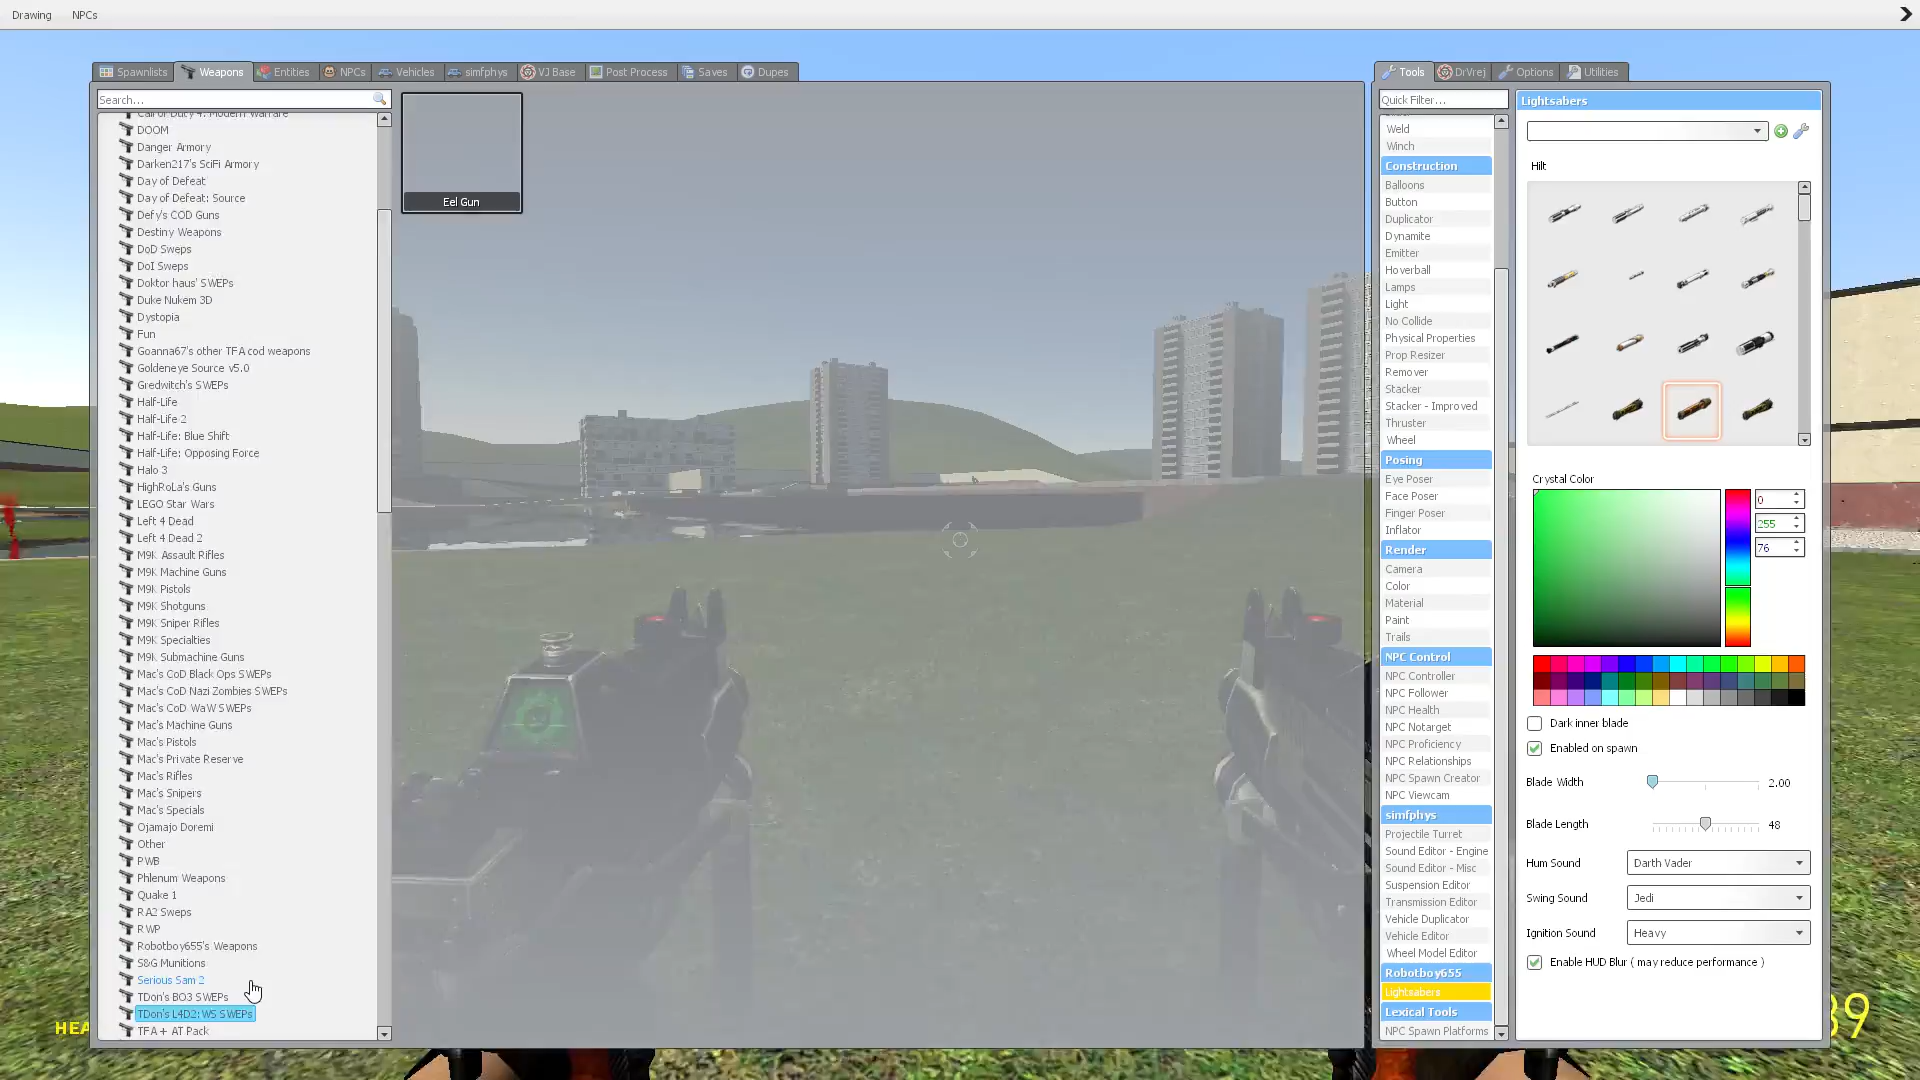 Drawing NPCs
Spawnlists Weapons Entities NPCs Vehicles simfphys VJ Base Post Process Saves Dupes
Search...
Call of Duty 4: Modern Warfare
DOOM
Danger Armory
Darken217's SciFi Armory
Day of Defeat
Day of Defeat: Source
Defy's COD Guns
Destiny Weapons
DoD Sweps
DoI Sweps
Doktor haus' SWEPs
Duke Nukem 3D
Dystopia
Fun
Goanna67's other TFA cod weapons
Goldeneye Source v5.0
Gredwitch's SWEPs
Half-Life
Half-Life 2
Half-Life: Blue Shift
Half-Life: Opposing Force
Halo 3
HighRoLa's Guns
LEGO Star Wars
Left 4 Dead
Left 4 Dead 2
M9K Assault Rifles
M9K Machine Guns
M9K Pistols
M9K Shotguns
M9K Sniper Rifles
M9K Specialties
M9K Submachine Guns
Mac's CoD Black Ops SWEPs
Mac's CoD Nazi Zombies SWEPs
Mac's CoD WaW SWEPs
Mac's Machine Guns
Mac's Pistols
Mac's Private Reserve
Mac's Rifles
Mac's Snipers
Mac's Specials
Ojamajo Doremi
Other
PWB
Phlenum Weapons
Quake 1
RA2 Sweps
RWP
Robotboy655's Weapons
S&G Munitions
Serious Sam 2
TDon's BO3 SWEPs
TDon's L4D2: WS SWEPs
TFA + AT Pack
Eel Gun
HEA
Tools DrVrej Options Utilities
Quick Filter...
Weld
Winch
Construction
Balloons
Button
Duplicator
Dynamite
Emitter
Hoverball
Lamps
Light
No Collide
Physical Properties
Prop Resizer
Remover
Stacker
Stacker - Improved
Thruster
Wheel
Posing
Eye Poser
Face Poser
Finger Poser
Inflator
Render
Camera
Color
Material
Paint
Trails
NPC Control
NPC Controller
NPC Follower
NPC Health
NPC Notarget
NPC Proficiency
NPC Relationships
NPC Spawn Creator
NPC Viewcam
simfphys
Projectile Turret
Sound Editor - Engine
Sound Editor - Misc
Suspension Editor
Transmission Editor
Vehicle Duplicator
Vehicle Editor
Wheel Model Editor
Robotboy655
Lightsabers
Lexical Tools
NPC Spawn Platforms
Lightsabers
Hilt
Crystal Color
0
255
76
Dark inner blade
Enabled on spawn
Blade Width 2.00
Blade Length 48
Hum Sound Darth Vader
Swing Sound Jedi
Ignition Sound Heavy
Enable HUD Blur ( may reduce performance )